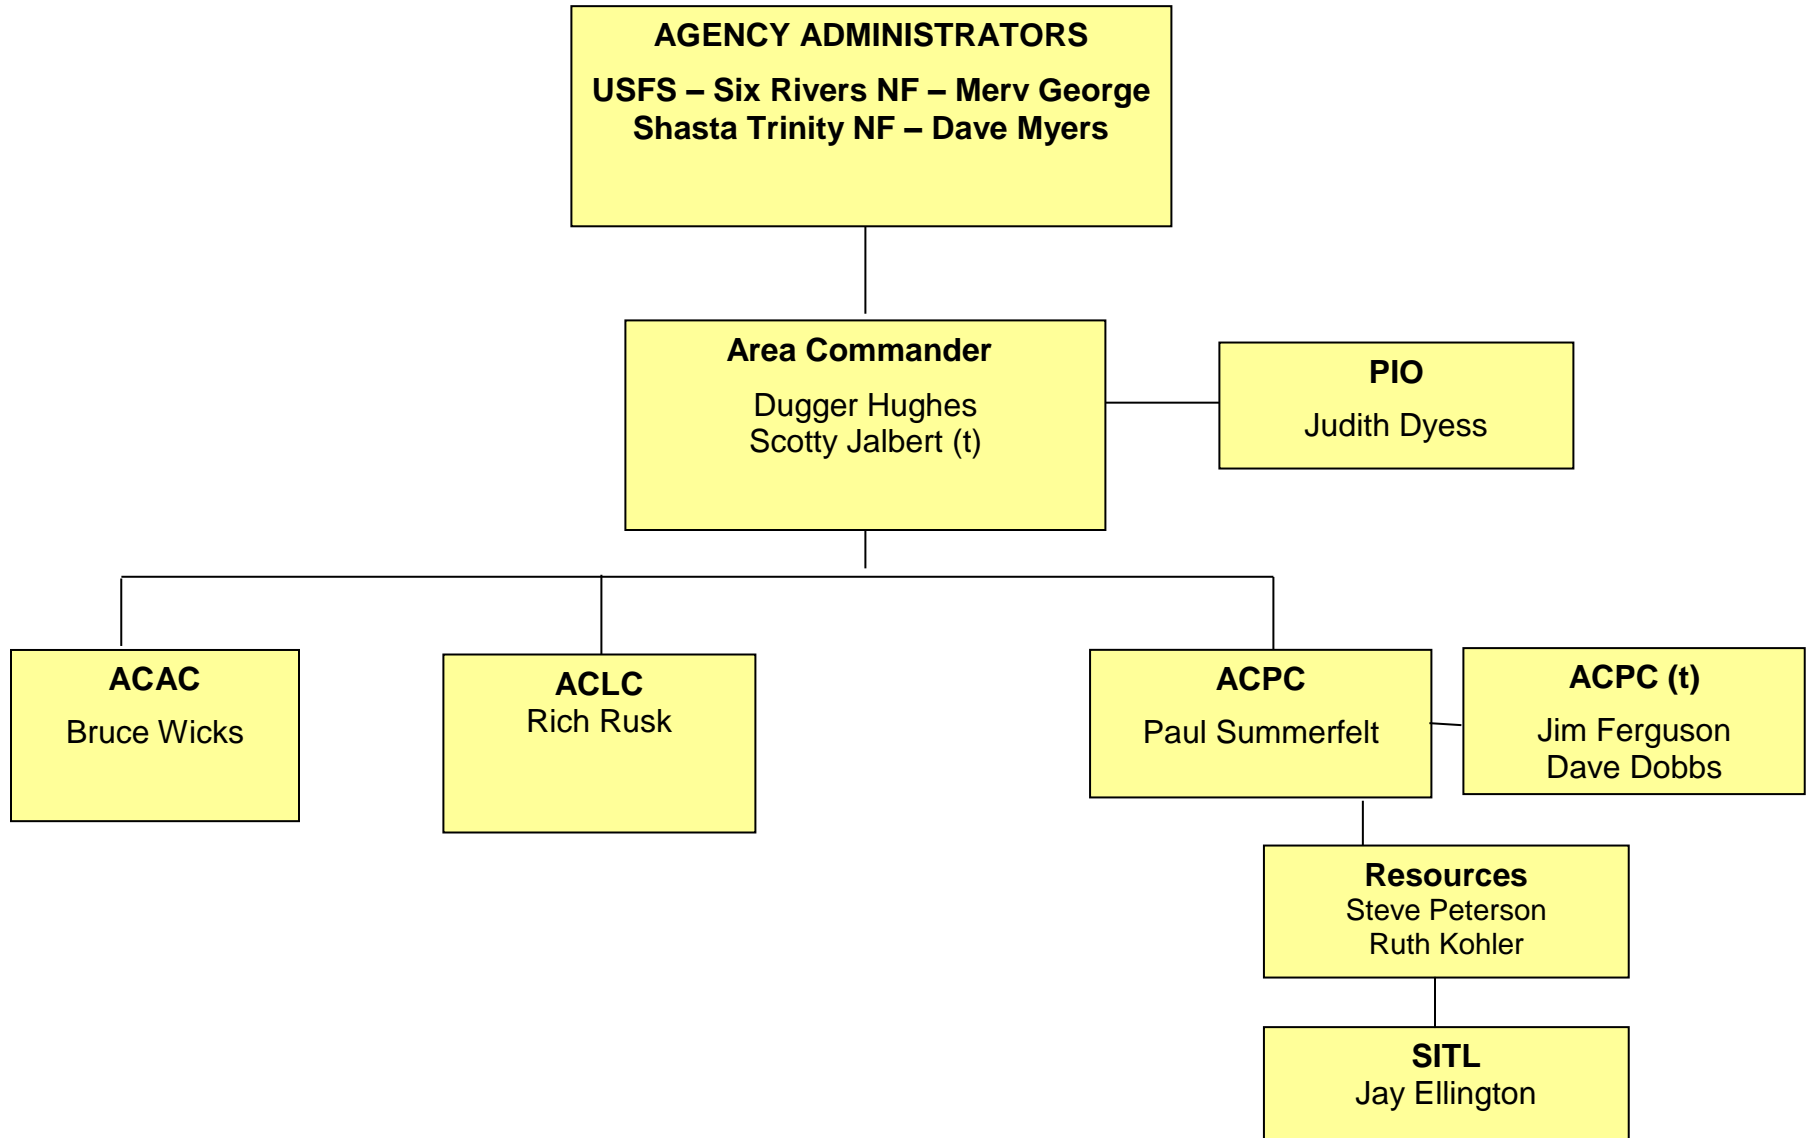 AGENCY ADMINISTRATORS
USFS – Six Rivers NF – Merv George
Shasta Trinity NF – Dave Myers
Area Commander
Dugger Hughes
Scotty Jalbert (t)
PIO
Judith Dyess
ACAC
Bruce Wicks
ACLC
Rich Rusk
ACPC
Paul Summerfelt
ACPC (t)
Jim Ferguson
Dave Dobbs
Resources
Steve Peterson
Ruth Kohler
SITL
Jay Ellington